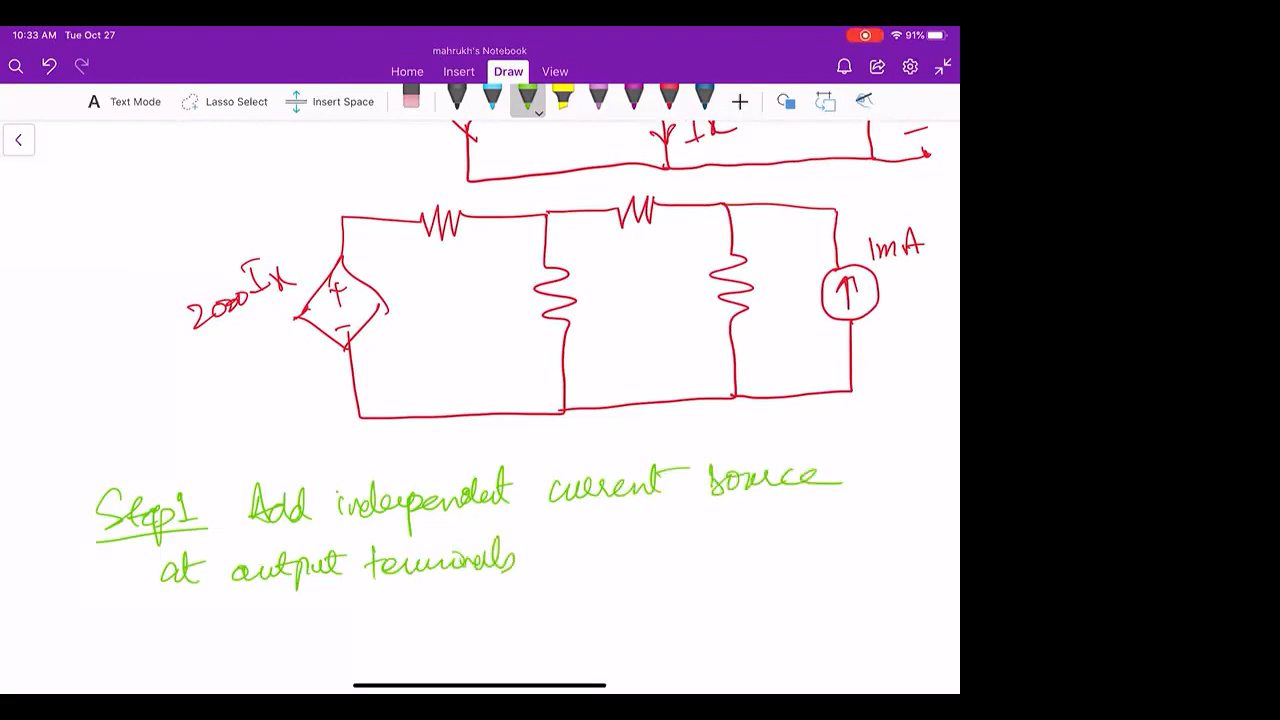 10:33 AM Tue Oct 27
91%
mahrukh's Notebook
Home Insert Draw View
Text Mode Lasso Select Insert Space
Ix
−
2000Ix
+
−
1mA
Step1 Add independent current source
at output terminals